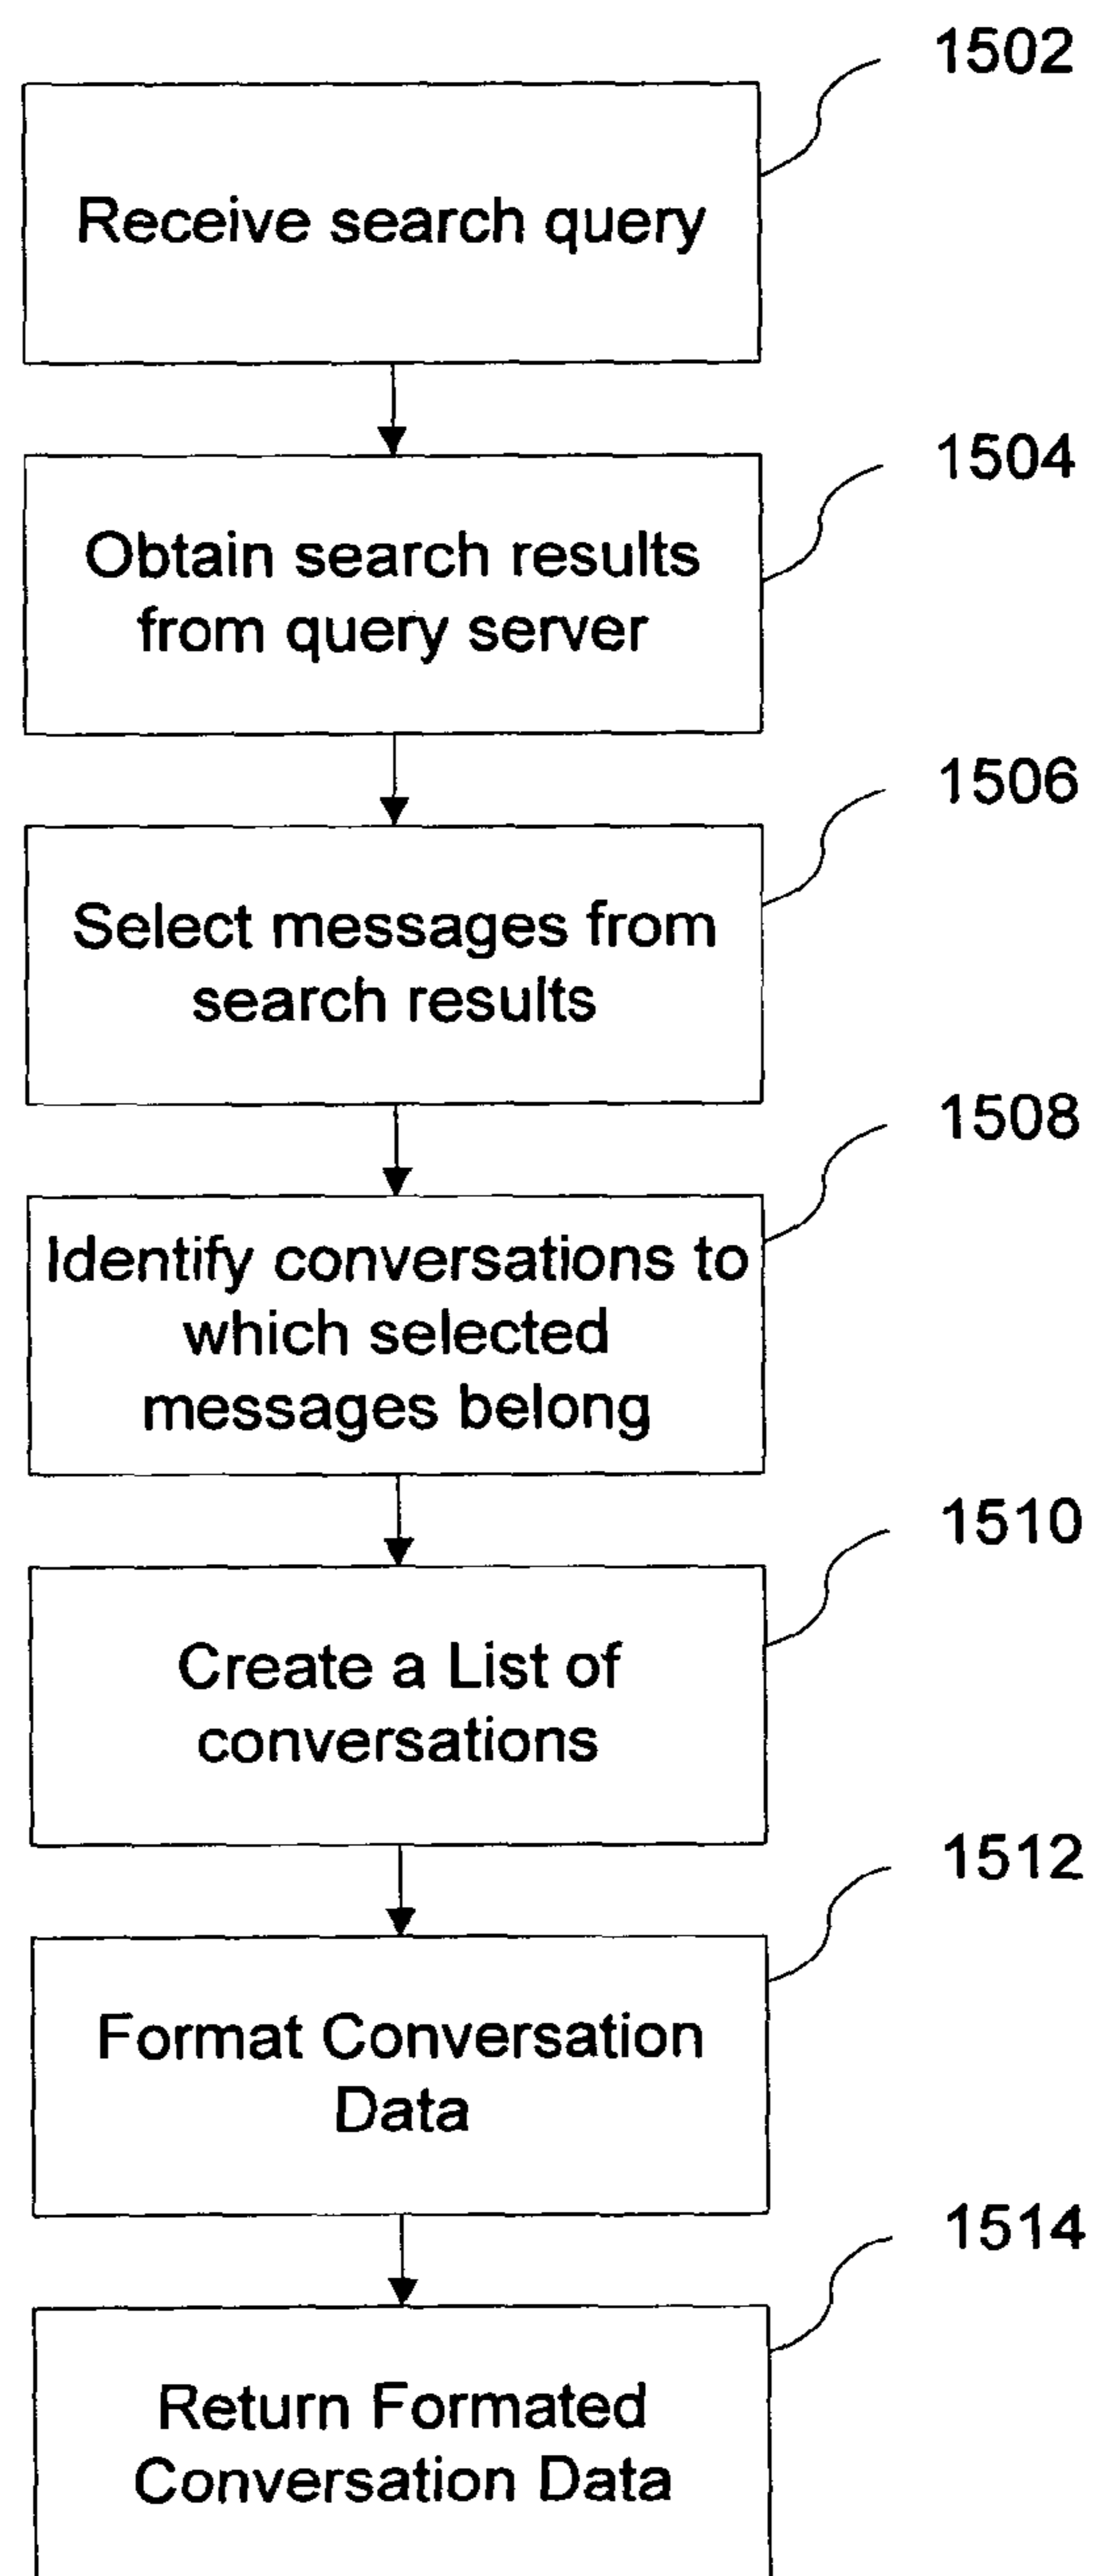 1502
Receive search query
1504
Obtain search results
from query server
1506
Select messages from
search results
1508
Identify conversations to
which selected
messages belong
1510
Create a List of
conversations
1512
Format Conversation
Data
1514
Return Formated
Conversation Data